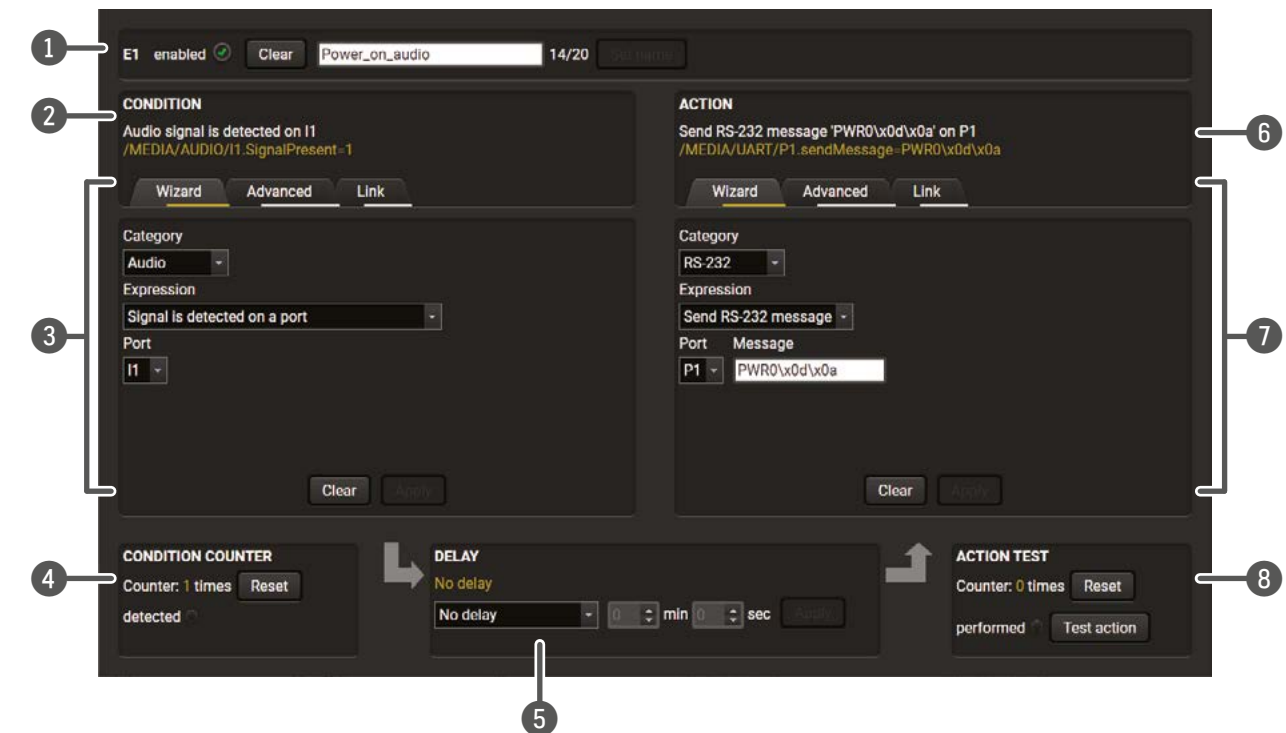 1
E1 enabled Clear Power_on_audio 14/20 Set name
2
CONDITION
Audio signal is detected on I1
/MEDIA/AUDIO/I1.SignalPresent=1
3
Wizard Advanced Link
Category
Audio
Expression
Signal is detected on a port
Port
I1
Clear Apply
ACTION
Send RS-232 message 'PWR0\x0d\x0a' on P1
/MEDIA/UART/P1.sendMessage=PWR0\x0d\x0a
6
Wizard Advanced Link
7
Category
RS-232
Expression
Send RS-232 message
Port Message
P1 PWR0\x0d\x0a
Clear Apply
4
CONDITION COUNTER
Counter: 1 times Reset
detected
DELAY
No delay
No delay 0 min 0 sec Apply
5
ACTION TEST
Counter: 0 times Reset
performed Test action
8